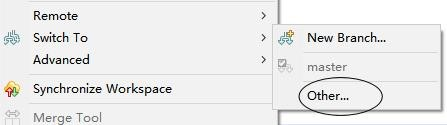 Remote
Switch To
Advanced
Synchronize Workspace
Merge Tool
New Branch...
master
Other...